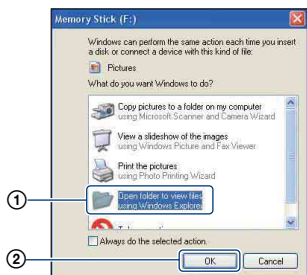 Memory Stick (F:)
Windows can perform the same action each time you insert
a disk or connect a device with this kind of file:
Pictures
What do you want Windows to do?
Copy pictures to a folder on my computer
using Microsoft Scanner and Camera Wizard
View a slideshow of the images
using Windows Picture and Fax Viewer
Print the pictures
using Photo Printing Wizard
① Open folder to view files
using Windows Explorer
Always do the selected action.
② OK Cancel